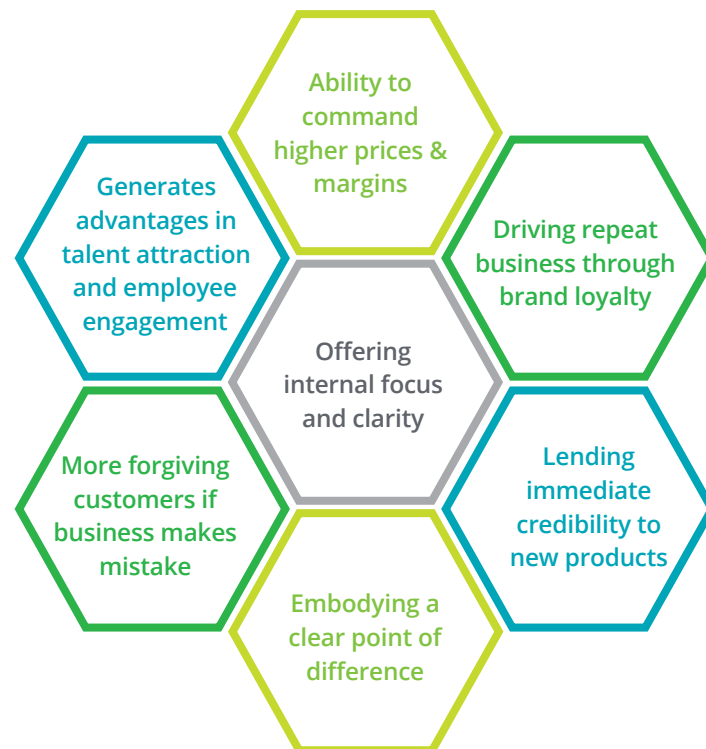 Ability to
command
higher prices &
margins
Generates
advantages in
talent attraction
and employee
engagement
Driving repeat
business through
brand loyalty
Offering
internal focus
and clarity
More forgiving
customers if
business makes
mistake
Lending
immediate
credibility to
new products
Embodying a
clear point of
difference